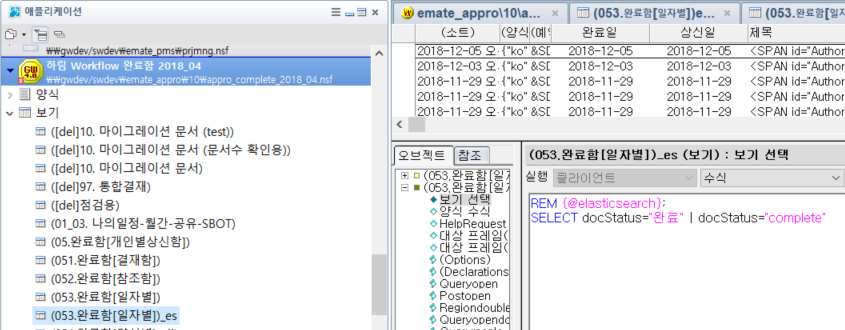 애플리케이션
₩₩gwdev/swdev₩emate_pms₩prjmng.nsf
하림 Workflow 완료함 2018_04
₩₩gwdev/swdev₩emate_appro₩10₩appro_complete_2018_04.nsf
양식
보기
([del]10. 마이그레이션 문서 (test))
([del]10. 마이그레이션 문서 (문서수 확인용))
([del]10. 마이그레이션 문서)
([del]97. 통합결재)
([del]점검용)
(01_03. 나의일정-월간-공유-SBOT)
(05.완료함[개인별상신함])
(051.완료함[결재함])
(052.완료함[참조함])
(053.완료함[일자별])
(053.완료함[일자별])_es
emate_appro\10\a...
(053.완료함[일자별])e...
(053.완료함[일자
(소트) (양식 (예 완료일 상신일 제목
2018-12-05 오 {"ko" &SD 2018-12-05 2018-12-05 <SPAN id="Author
2018-12-03 오 {"ko" &SD 2018-12-03 2018-12-03 <SPAN id="Author
2018-11-29 오 {"ko" &SD 2018-11-29 2018-11-29 <SPAN id="Author
2018-11-29 오 {"ko" &SD 2018-11-29 2018-11-29 <SPAN id="Author
2018-11-29 오 {"ko" &SD 2018-11-29 2018-11-29 <SPAN id="Author
오브젝트 참조
(053.완료함[일자
(053.완료함[일자
보기 선택
양식 수식
HelpRequest
대상 프레임(
대상 프레임(
(Options)
(Declarations
Queryopen
Postopen
Regiondouble
Queryopendo
(053.완료함[일자별])_es (보기) : 보기 선택
실행 클라이언트 수식
REM {@elasticsearch};
SELECT docStatus="완료" | docStatus="complete"